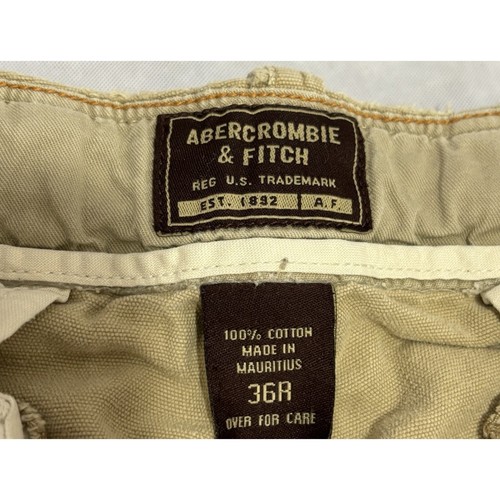 ABERCROMBIE
& FITCH
REG U.S. TRADEMARK
EST. 1892 A.F.
100% COTTON
MADE IN
MAURITIUS
36R
OVER FOR CARE